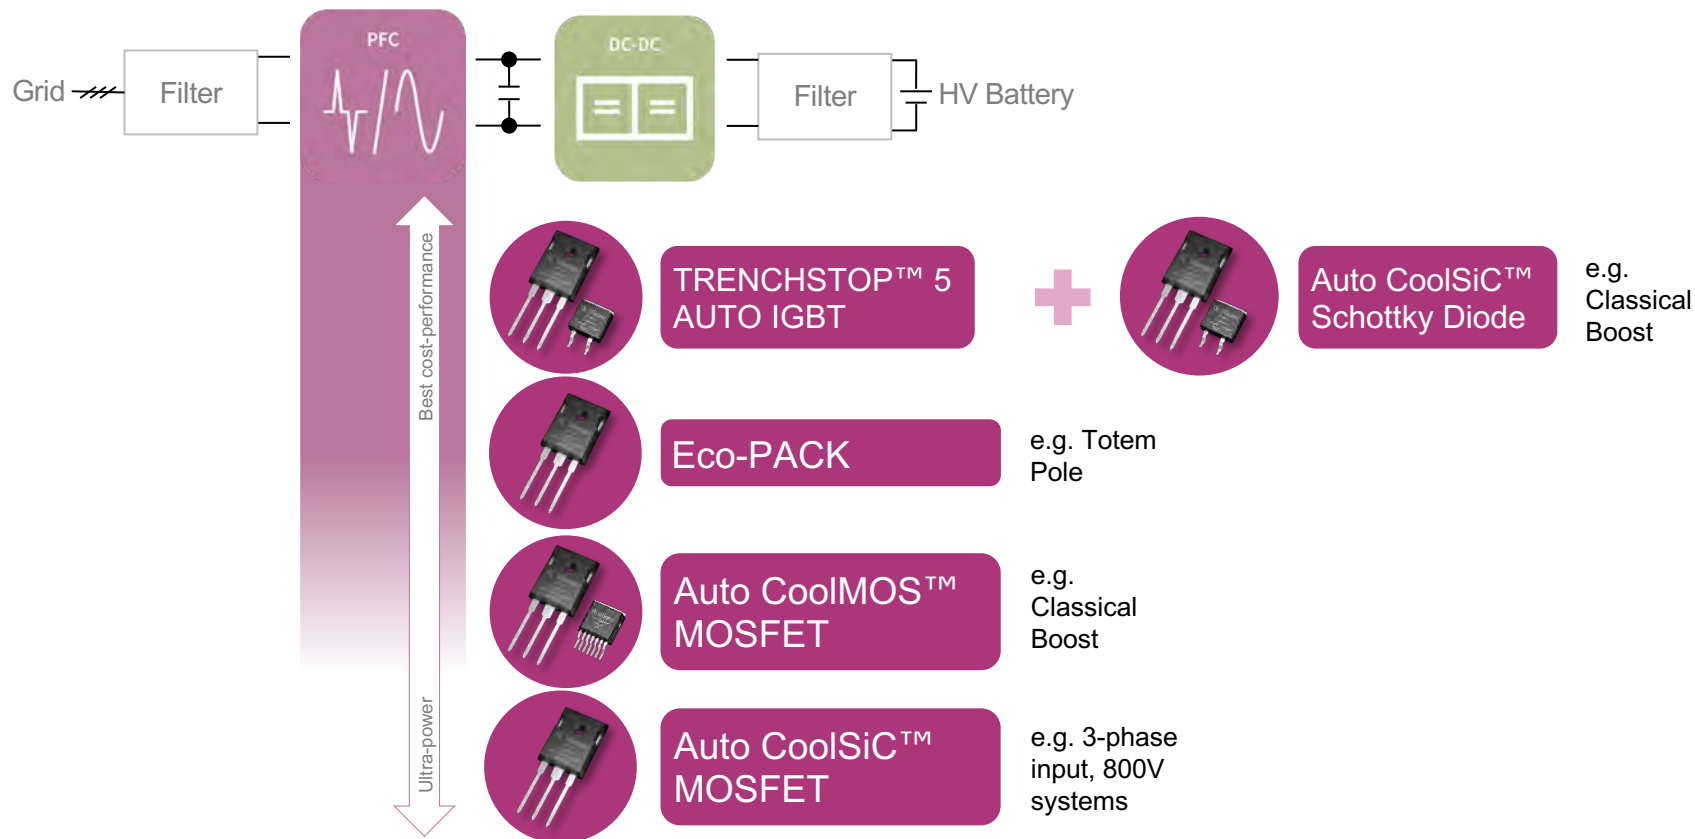 PFC
DC-DC
Grid
Filter
Filter
HV Battery
Best cost-performance
Ultra-power
TRENCHSTOP™ 5
AUTO IGBT
Auto CoolSiC™
Schottky Diode
e.g.
Classical
Boost
Eco-PACK
e.g. Totem
Pole
Auto CoolMOS™
MOSFET
e.g.
Classical
Boost
Auto CoolSiC™
MOSFET
e.g. 3-phase
input, 800V
systems